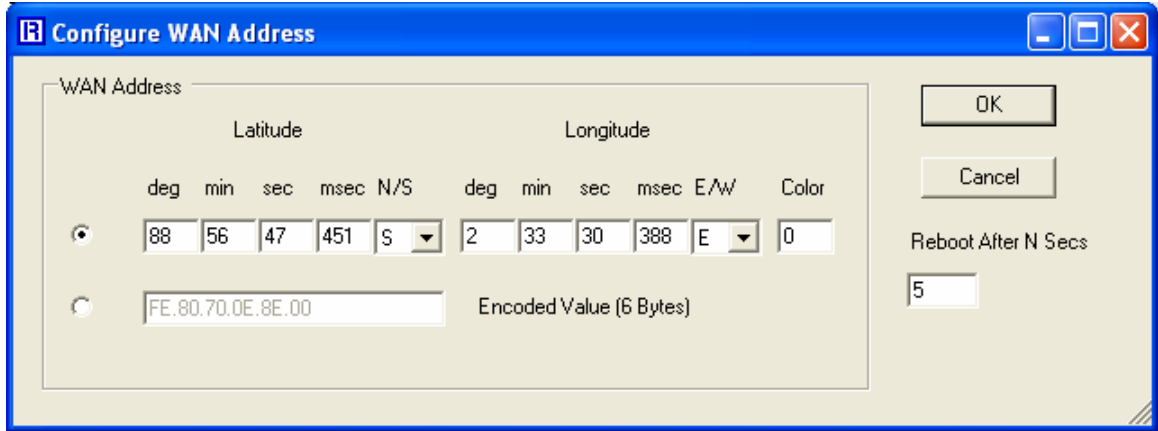 Configure WAN Address
WAN Address
Latitude Longitude
deg min sec msec N/S deg min sec msec E/W Color
88 56 47 451 S 2 33 30 388 E 0
FE.80.70.0E.8E.00 Encoded Value (6 Bytes)
OK
Cancel
Reboot After N Secs
5